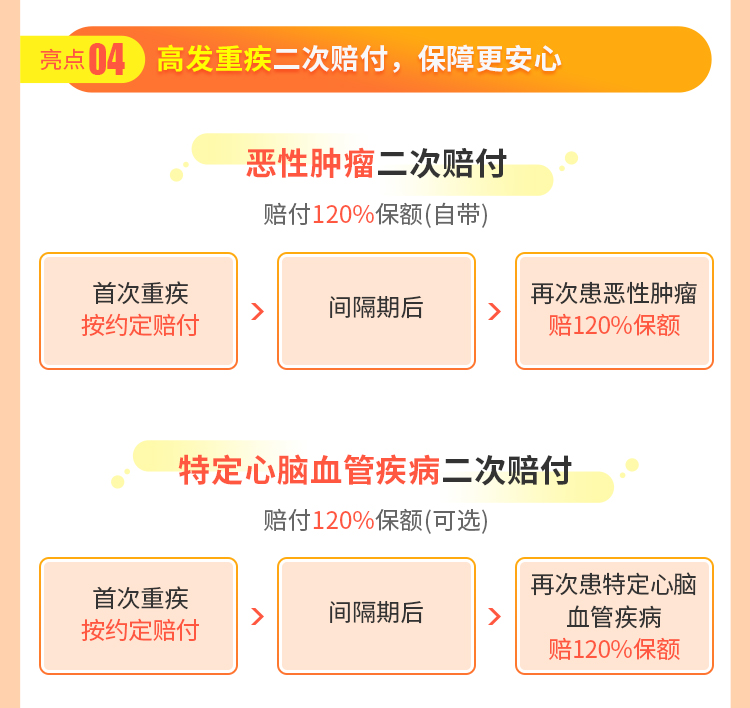 亮点04 高发重疾二次赔付，保障更安心
恶性肿瘤二次赔付
赔付120%保额(自带)
首次重疾
按约定赔付
间隔期后
再次患恶性肿瘤
赔120%保额
特定心脑血管疾病二次赔付
赔付120%保额(可选)
首次重疾
按约定赔付
间隔期后
再次患特定心脑
血管疾病
赔120%保额